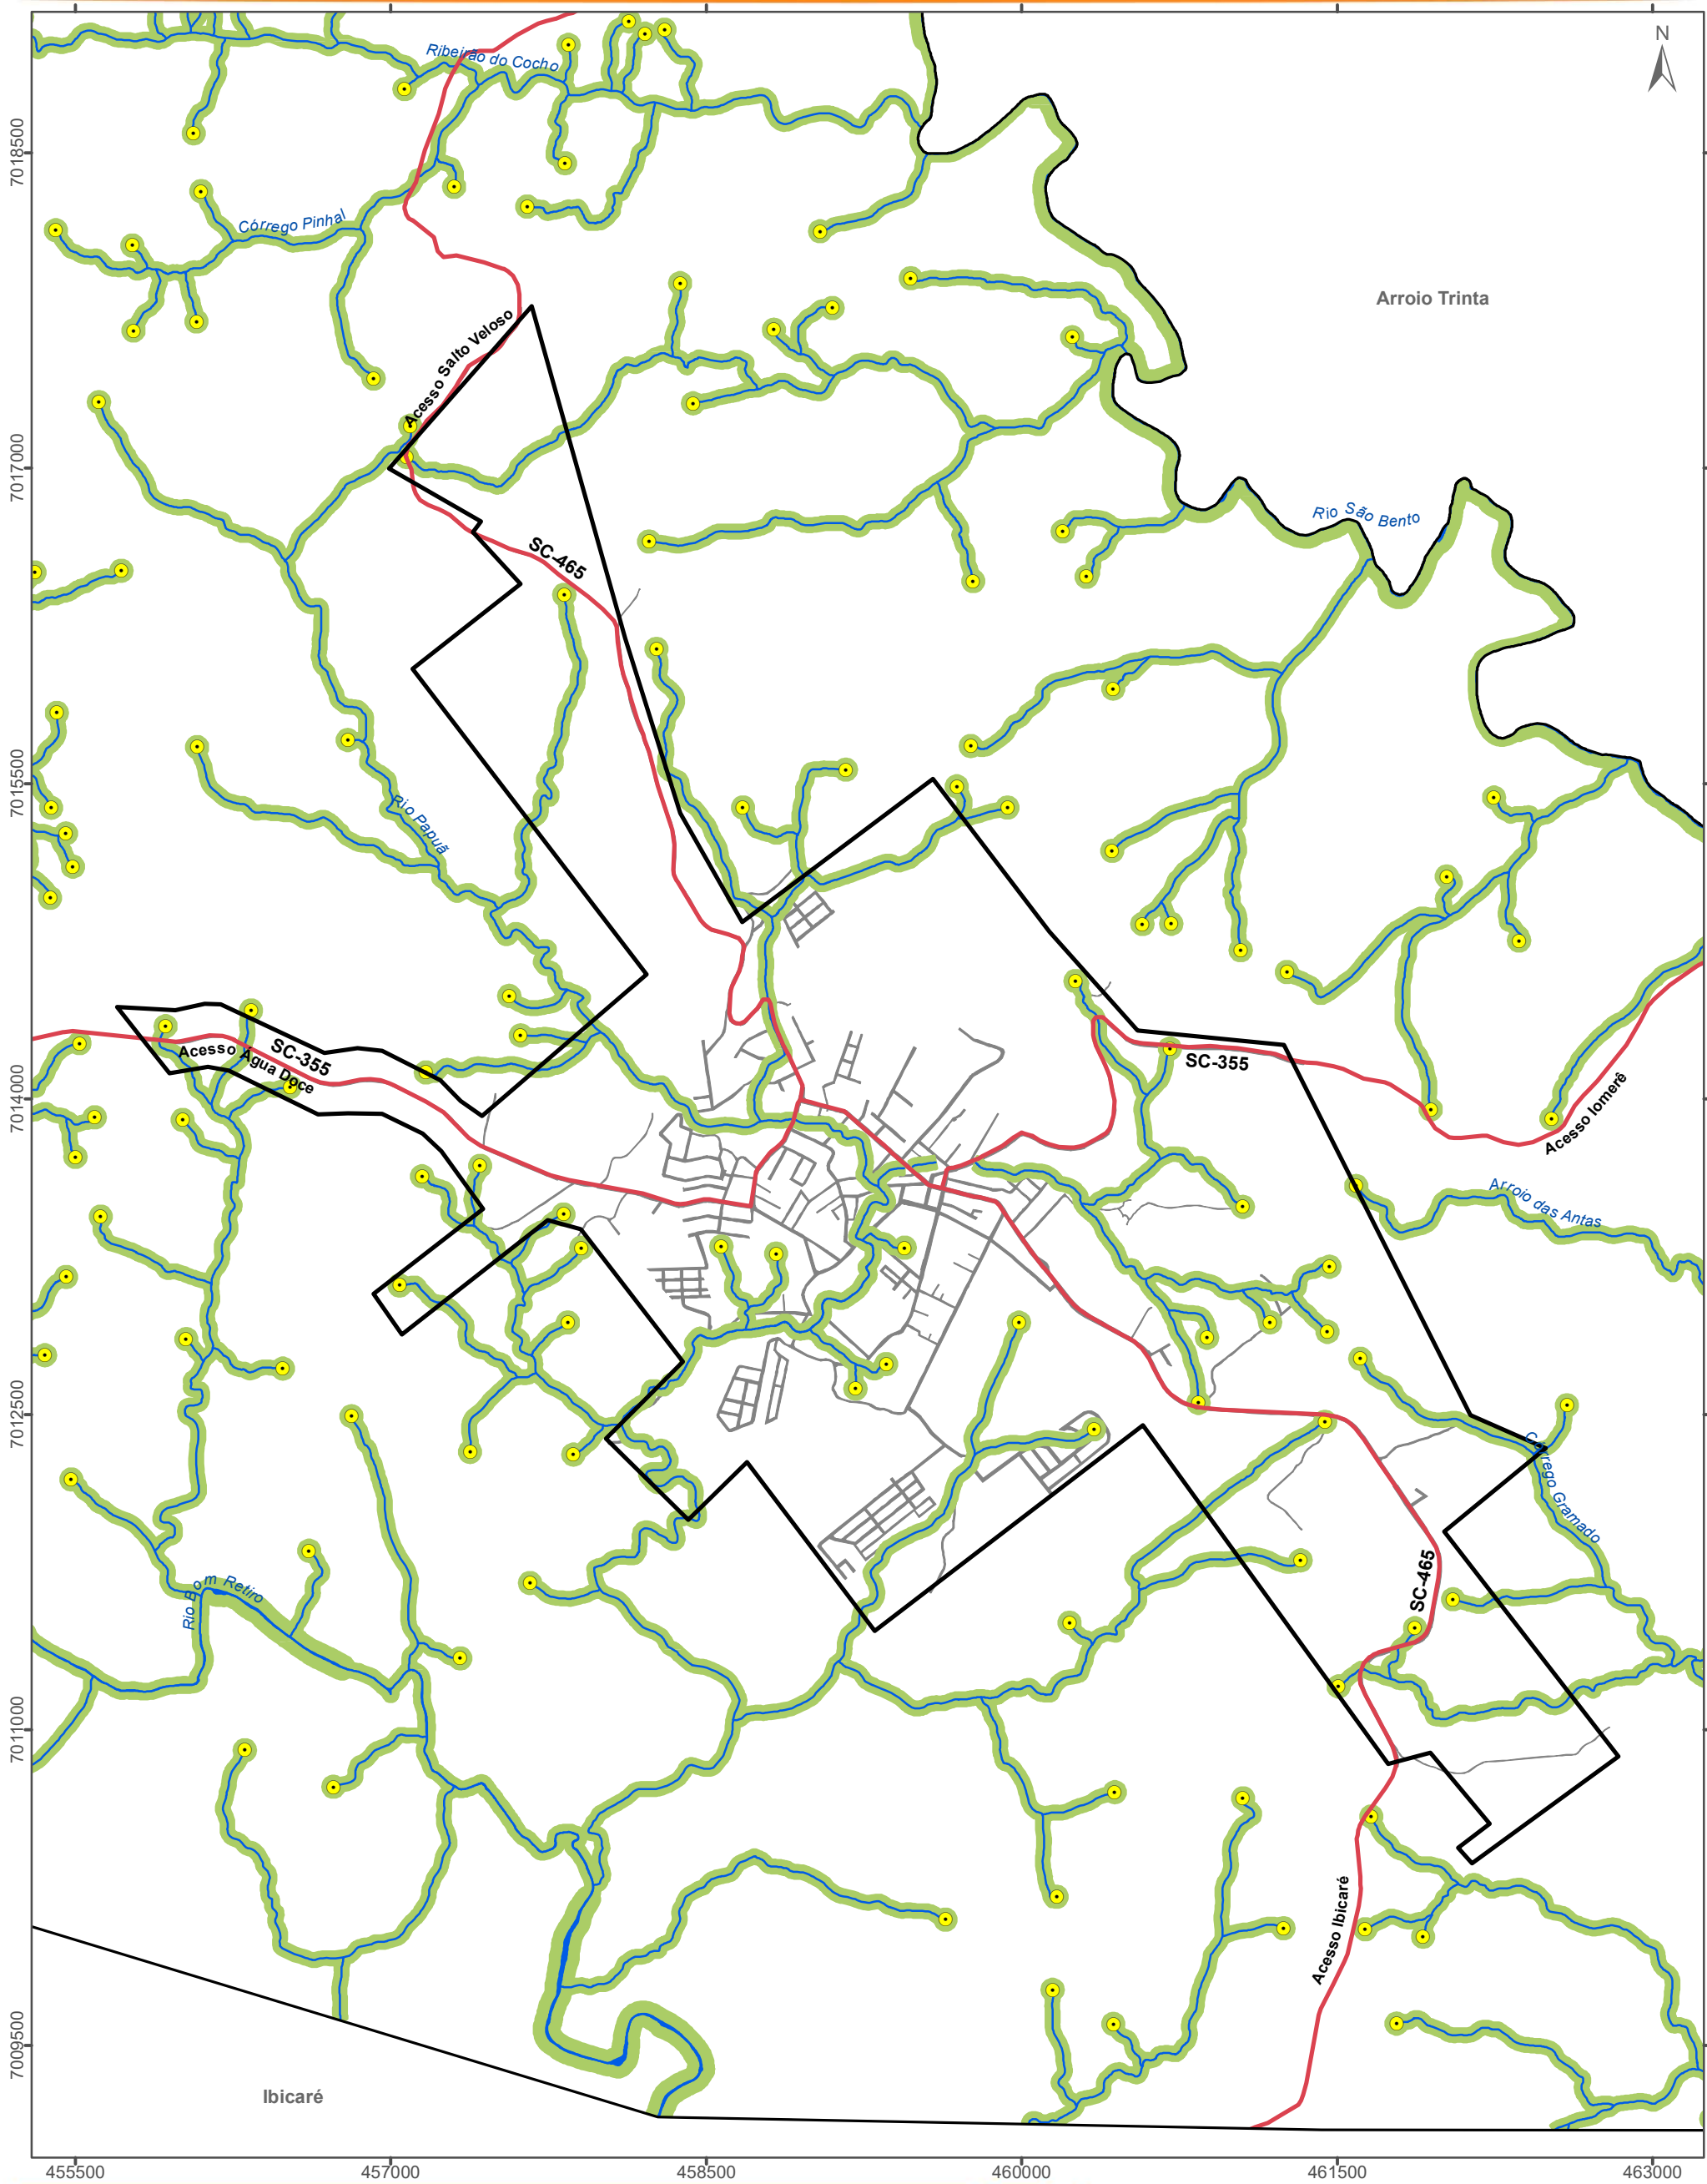 N
Ribeirão do Cocho
7018500
Córrego Pinhal
Arroio Trinta
Acesso Salto Veloso
7017000
Rio São Bento
SC-465
7015500
Rio Papuã
7014000
SC-355
Acesso Água Doce
SC-355
Acesso Iomerê
Arroio das Antas
7012500
Córrego Gramado
SC-465
Rio Bom Retiro
7011000
Acesso Ibicaré
7009500
Ibicaré
455500 457000 458500 460000 461500 463000